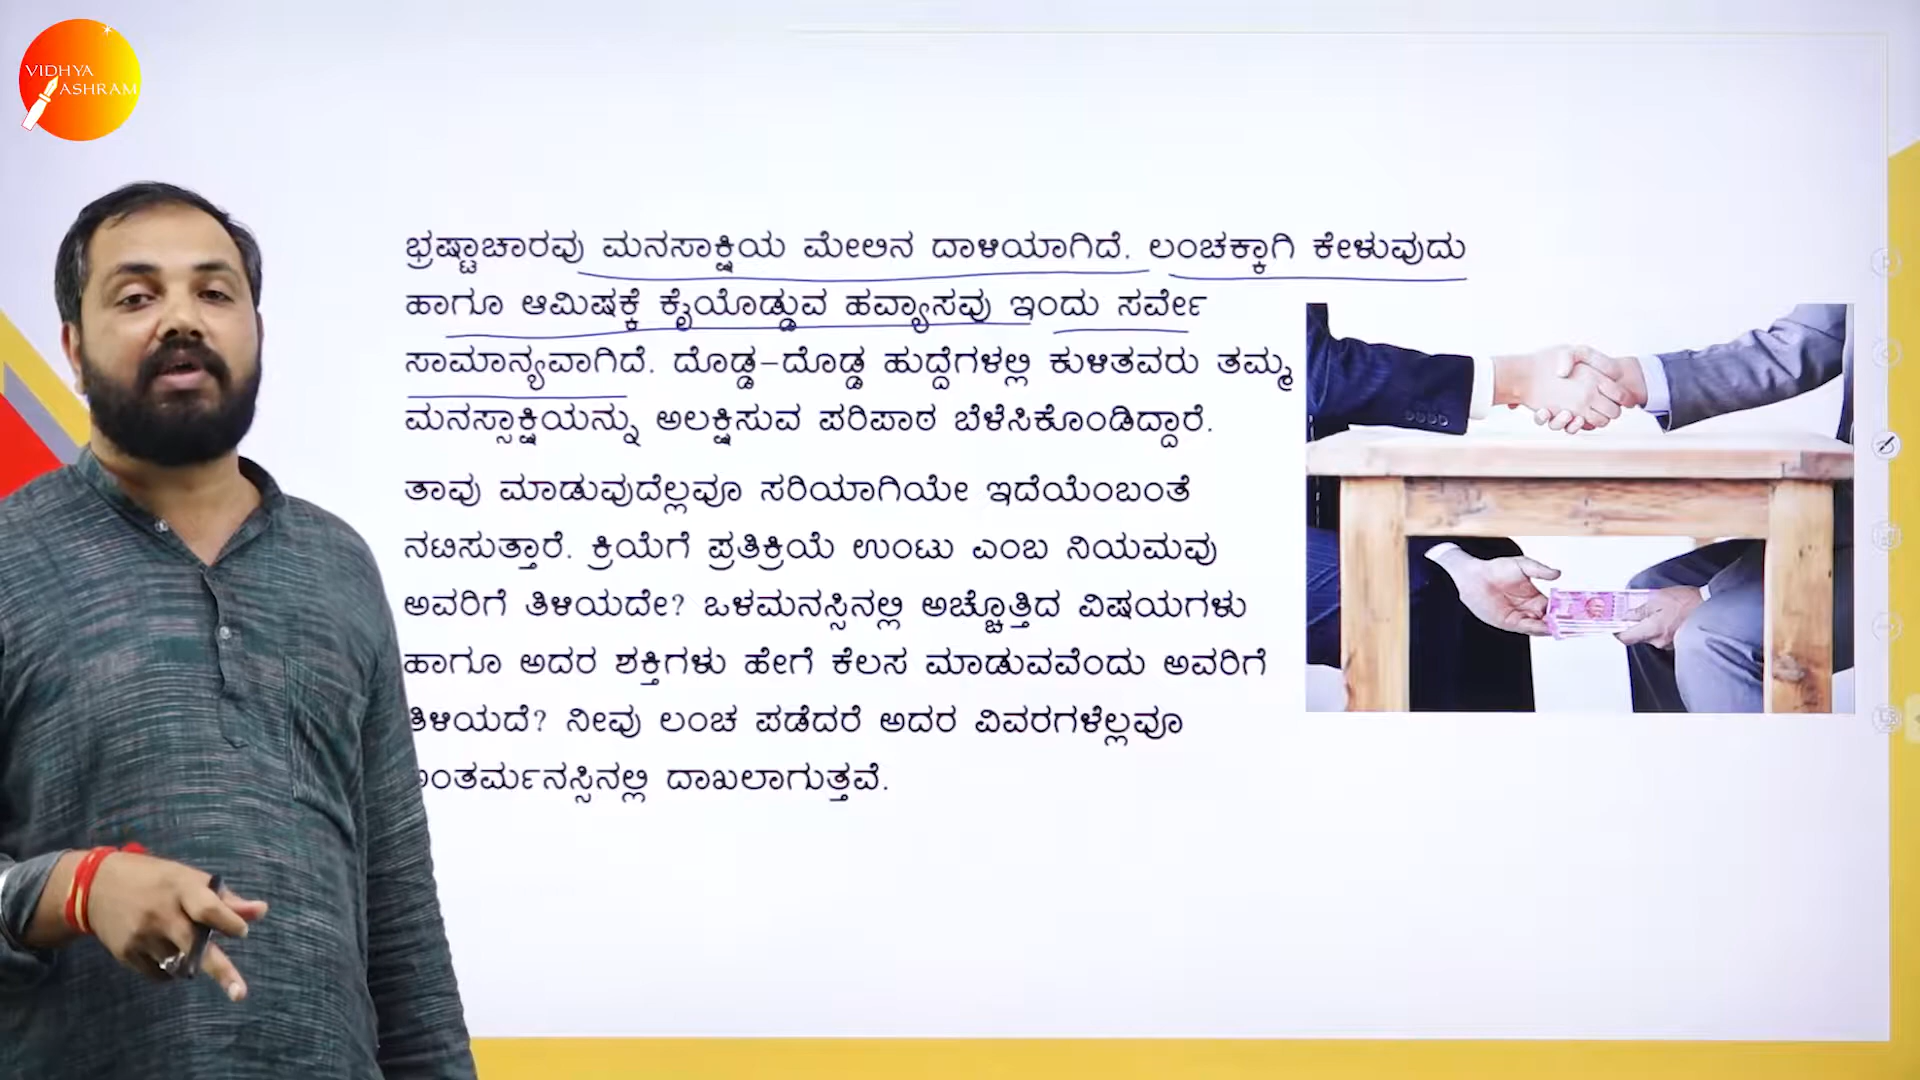 VIDHYA
ASHRAM
ಭ್ರಷ್ಟಾಚಾರವು ಮನಸಾಕ್ಷಿಯ ಮೇಲಿನ ದಾಳಿಯಾಗಿದೆ. ಲಂಚಕ್ಕಾಗಿ ಕೇಳುವುದು
ಹಾಗೂ ಆಮಿಷಕ್ಕೆ ಕೈಯೊಡ್ಡುವ ಹವ್ಯಾಸವು ಇಂದು ಸರ್ವೇ
ಸಾಮಾನ್ಯವಾಗಿದೆ. ದೊಡ್ಡ-ದೊಡ್ಡ ಹುದ್ದೆಗಳಲ್ಲಿ ಕುಳಿತವರು ತಮ್ಮ
ಮನಸ್ಸಾಕ್ಷಿಯನ್ನು ಅಲಕ್ಷಿಸುವ ಪರಿಪಾಠ ಬೆಳೆಸಿಕೊಂಡಿದ್ದಾರೆ.
ತಾವು ಮಾಡುವುದೆಲ್ಲವೂ ಸರಿಯಾಗಿಯೇ ಇದೆಯೆಂಬಂತೆ
ನಟಿಸುತ್ತಾರೆ. ಕ್ರಿಯೆಗೆ ಪ್ರತಿಕ್ರಿಯೆ ಉಂಟು ಎಂಬ ನಿಯಮವು
ಅವರಿಗೆ ತಿಳಿಯದೇ? ಒಳಮನಸ್ಸಿನಲ್ಲಿ ಅಚ್ಚೊತ್ತಿದ ವಿಷಯಗಳು
ಹಾಗೂ ಅದರ ಶಕ್ತಿಗಳು ಹೇಗೆ ಕೆಲಸ ಮಾಡುವವೆಂದು ಅವರಿಗೆ
ತಿಳಿಯದೆ? ನೀವು ಲಂಚ ಪಡೆದರೆ ಅದರ ವಿವರಗಳೆಲ್ಲವೂ
ಅಂತರ್ಮನಸ್ಸಿನಲ್ಲಿ ದಾಖಲಾಗುತ್ತವೆ.